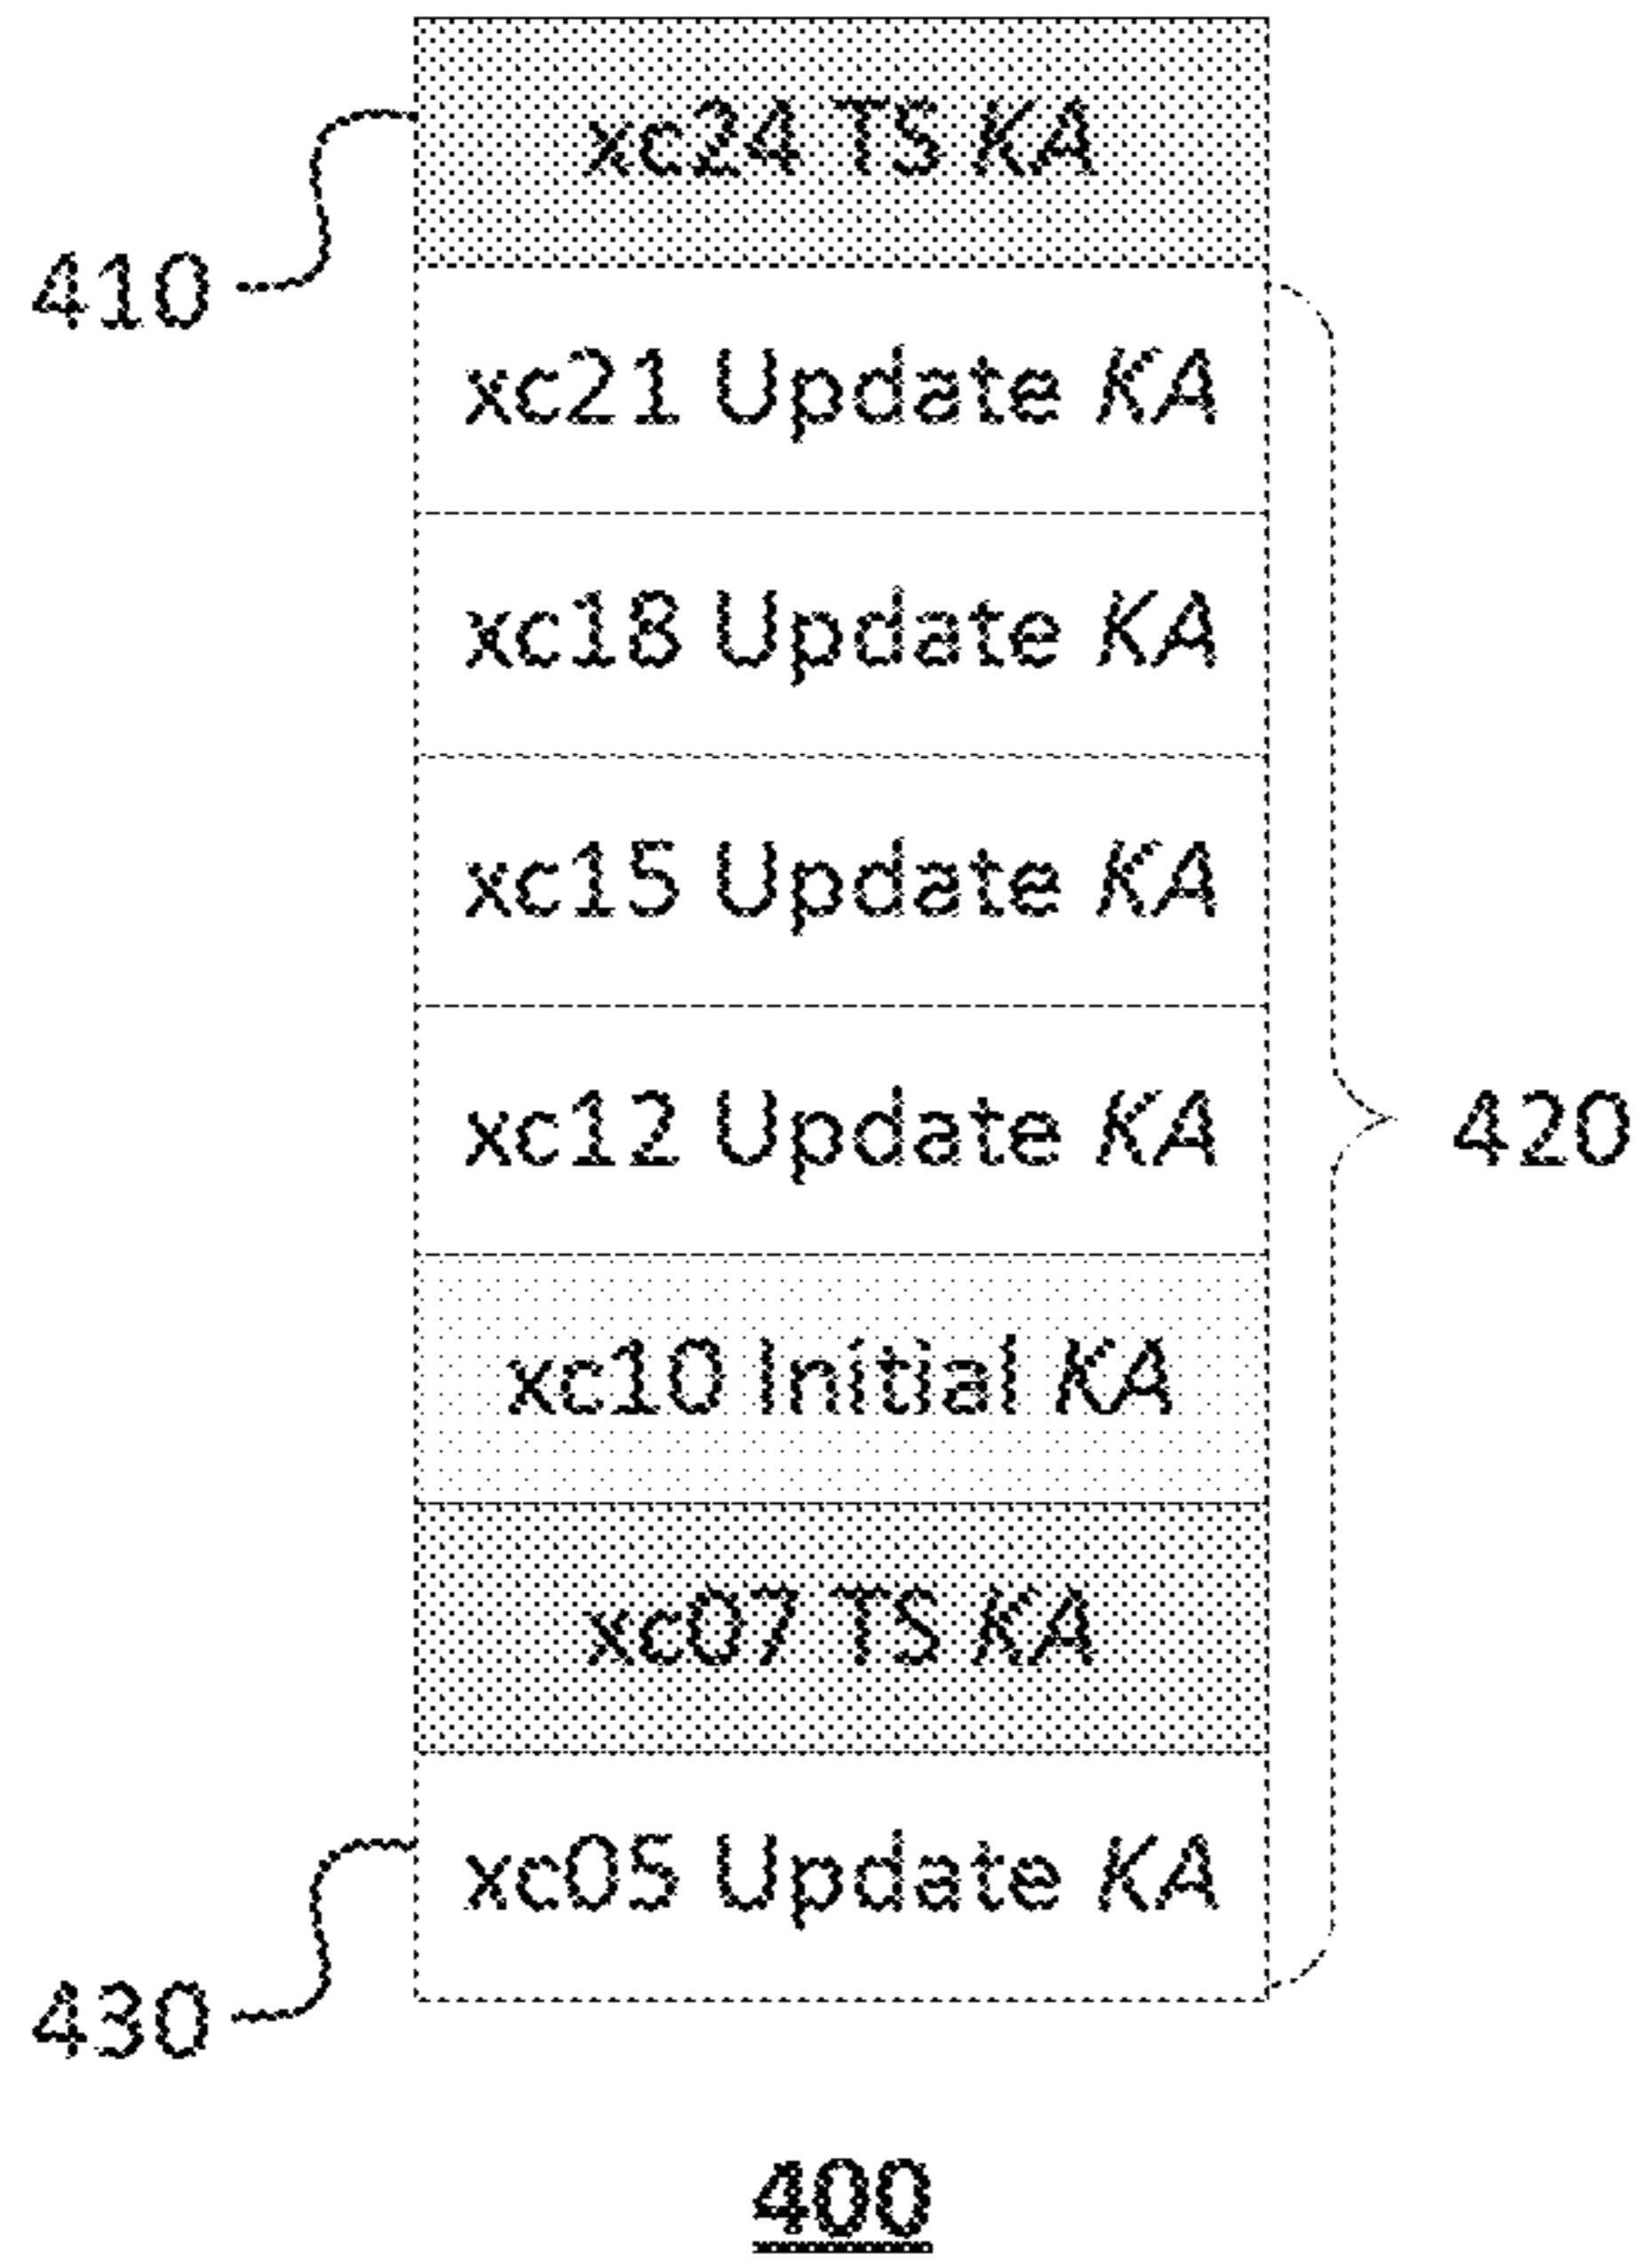 xc24 TS KA
410
xc21 Update KA
xc18 Update KA
xc15 Update KA
xc12 Update KA
420
xc10 Initial KA
xc07 TS KA
xc05 Update KA
430
400